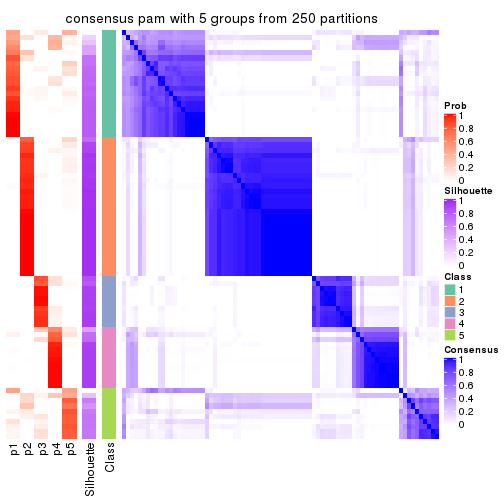 consensus pam with 5 groups from 250 partitions
Prob
1
0.8
0.6
0.4
0.2
0
Silhouette
1
0.8
0.6
0.4
0.2
0
Class
1
2
3
4
5
Consensus
1
0.8
0.6
0.4
0.2
0
p1
p2
p3
p4
p5
Silhouette
Class